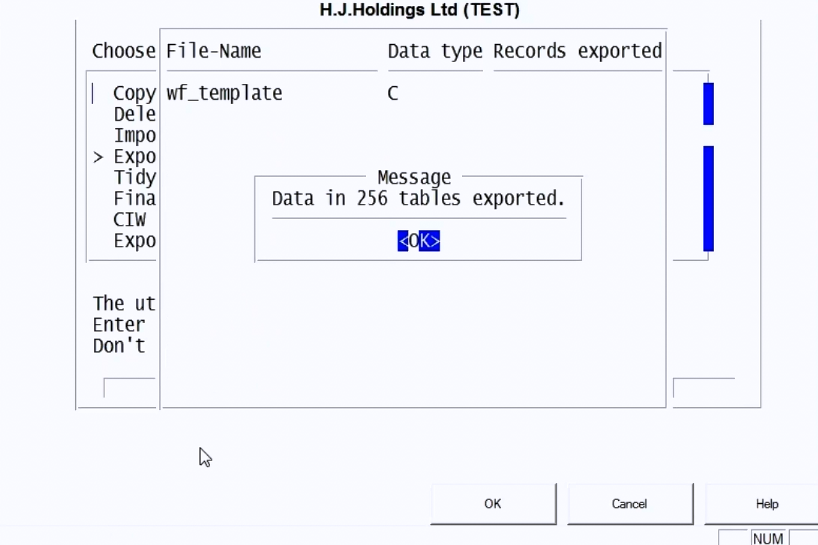 H.J.Holdings Ltd (TEST)
Choose File-Name Data type Records exported
Copy wf_template C
Dele
Impo
> Expo
Tidy
Message
Fina Data in 256 tables exported.
CIW
Expo <OK>
The ut
Enter
Don't
OK Cancel Help
NUM